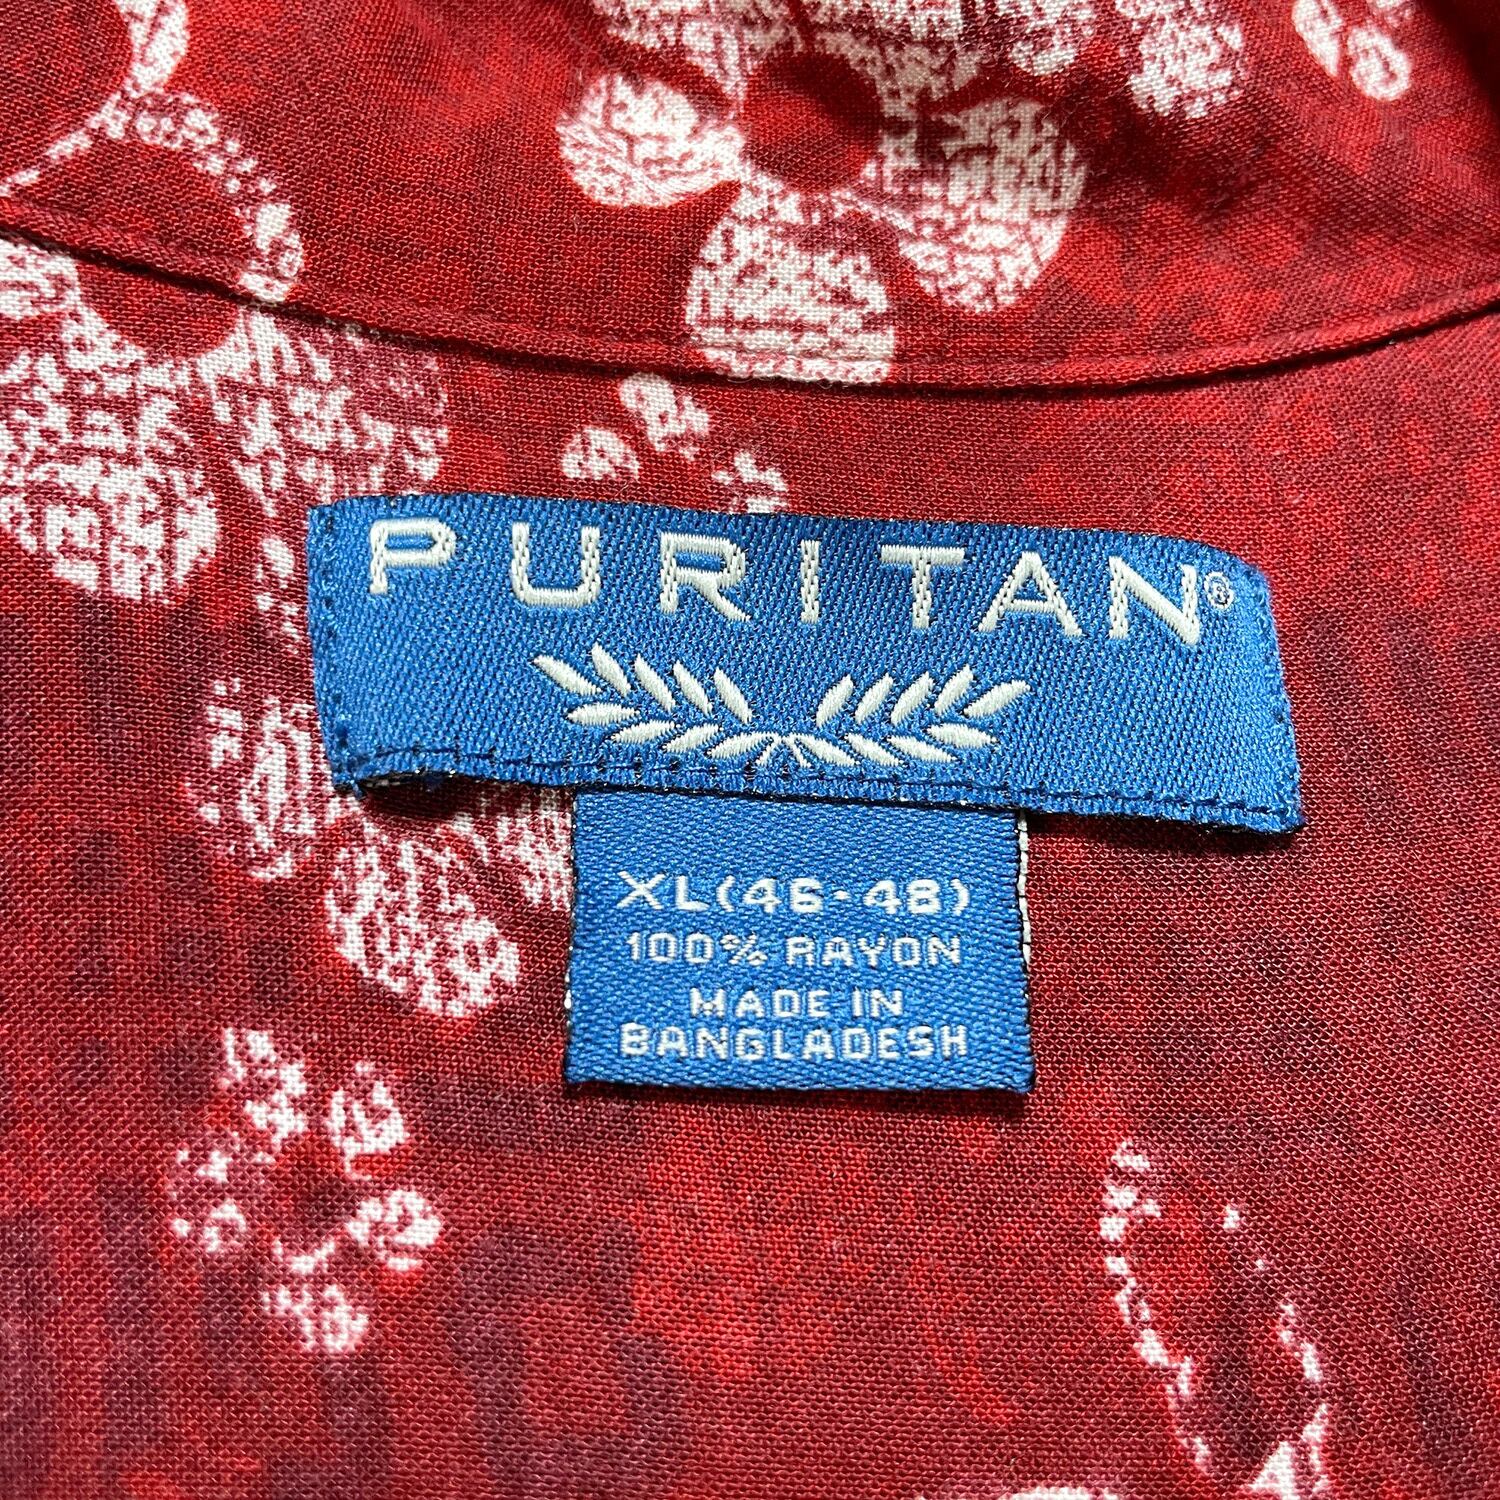 PURITAN®
XL(46-48)
100% RAYON
MADE IN
BANGLADESH